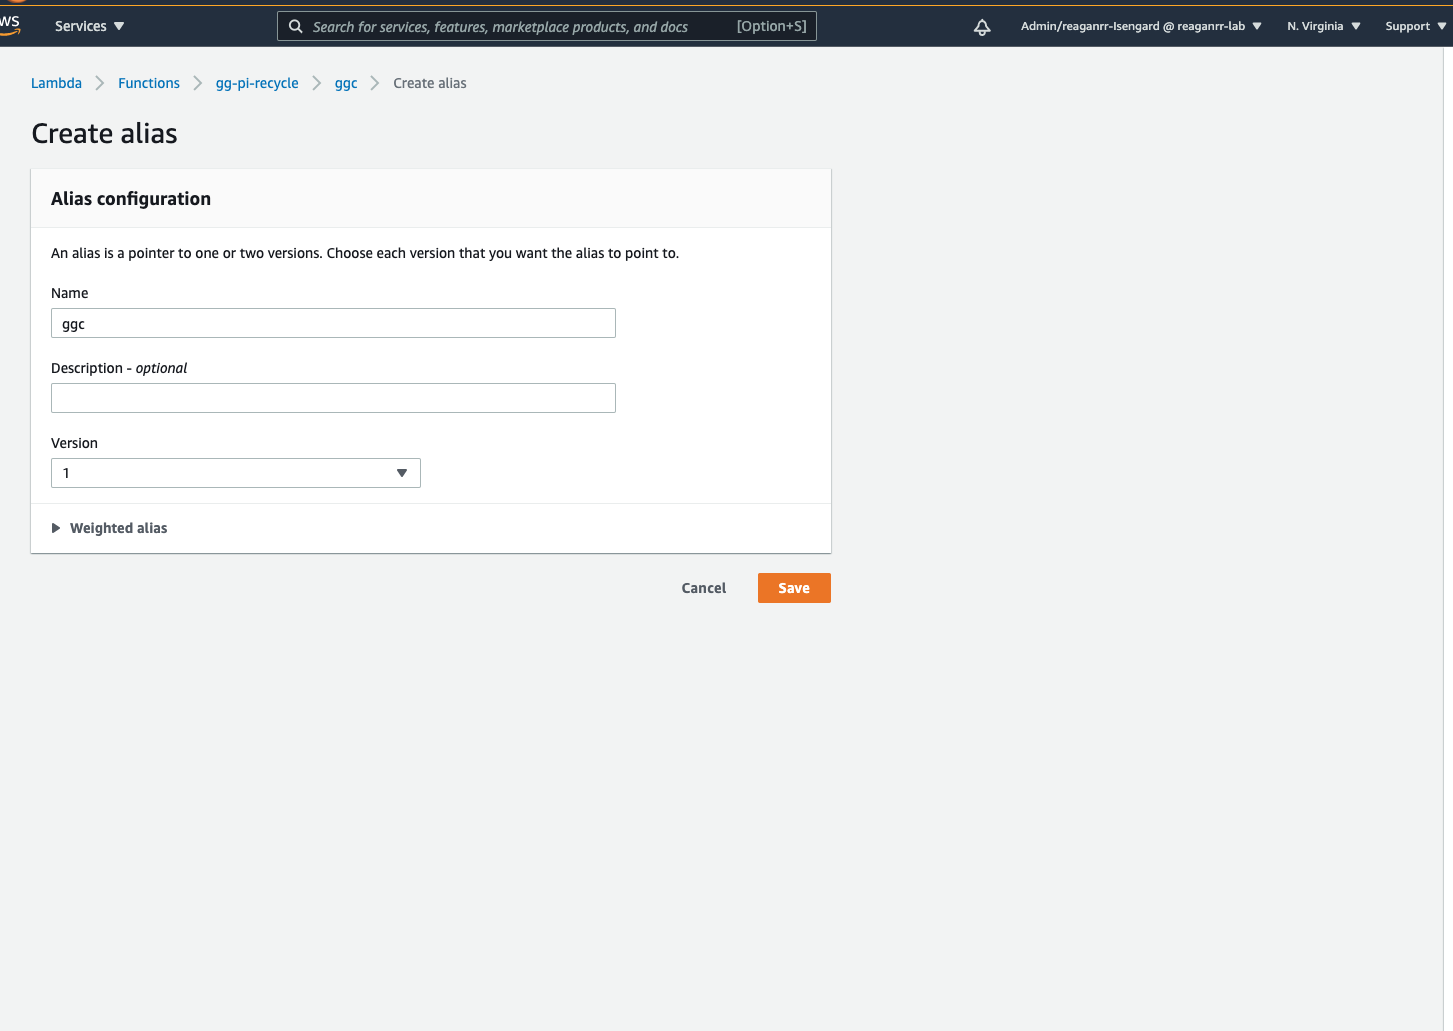 Services
Search for services, features, marketplace products, and docs [Option+S]
Admin/reaganrr-Isengard @ reaganrr-lab
N. Virginia
Support
Lambda Functions gg-pi-recycle ggc Create alias
Create alias
Alias configuration
An alias is a pointer to one or two versions. Choose each version that you want the alias to point to.
Name
ggc
Description - optional
Version
1
Weighted alias
Cancel Save